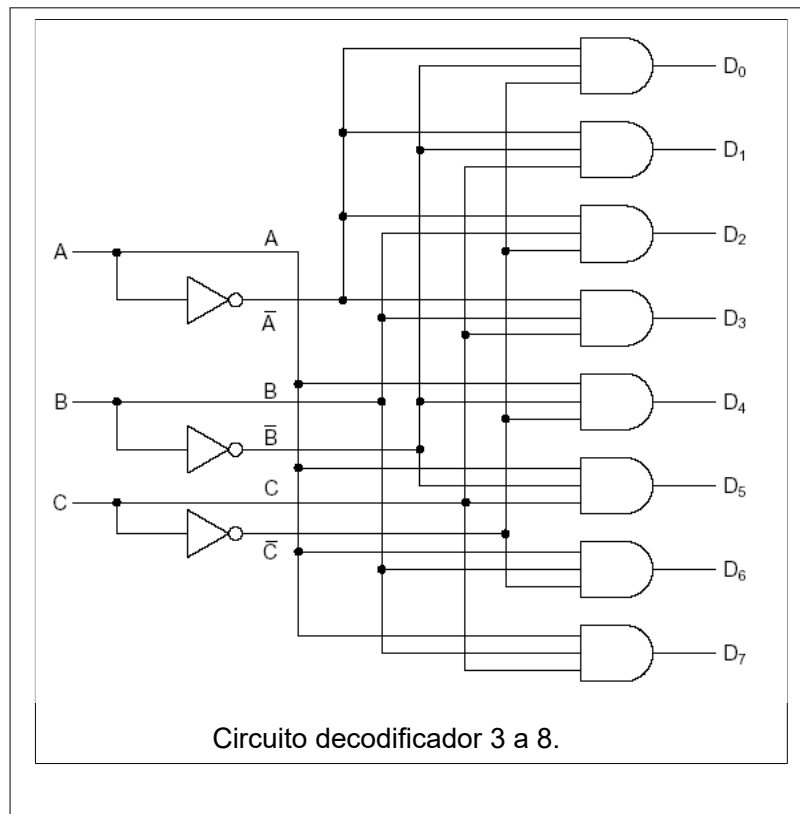 D₀
D₁
D₂
A A
A̅
D₃
B B
D₄
B̅
C C
D₅
C̅
D₆
D₇
Circuito decodificador 3 a 8.